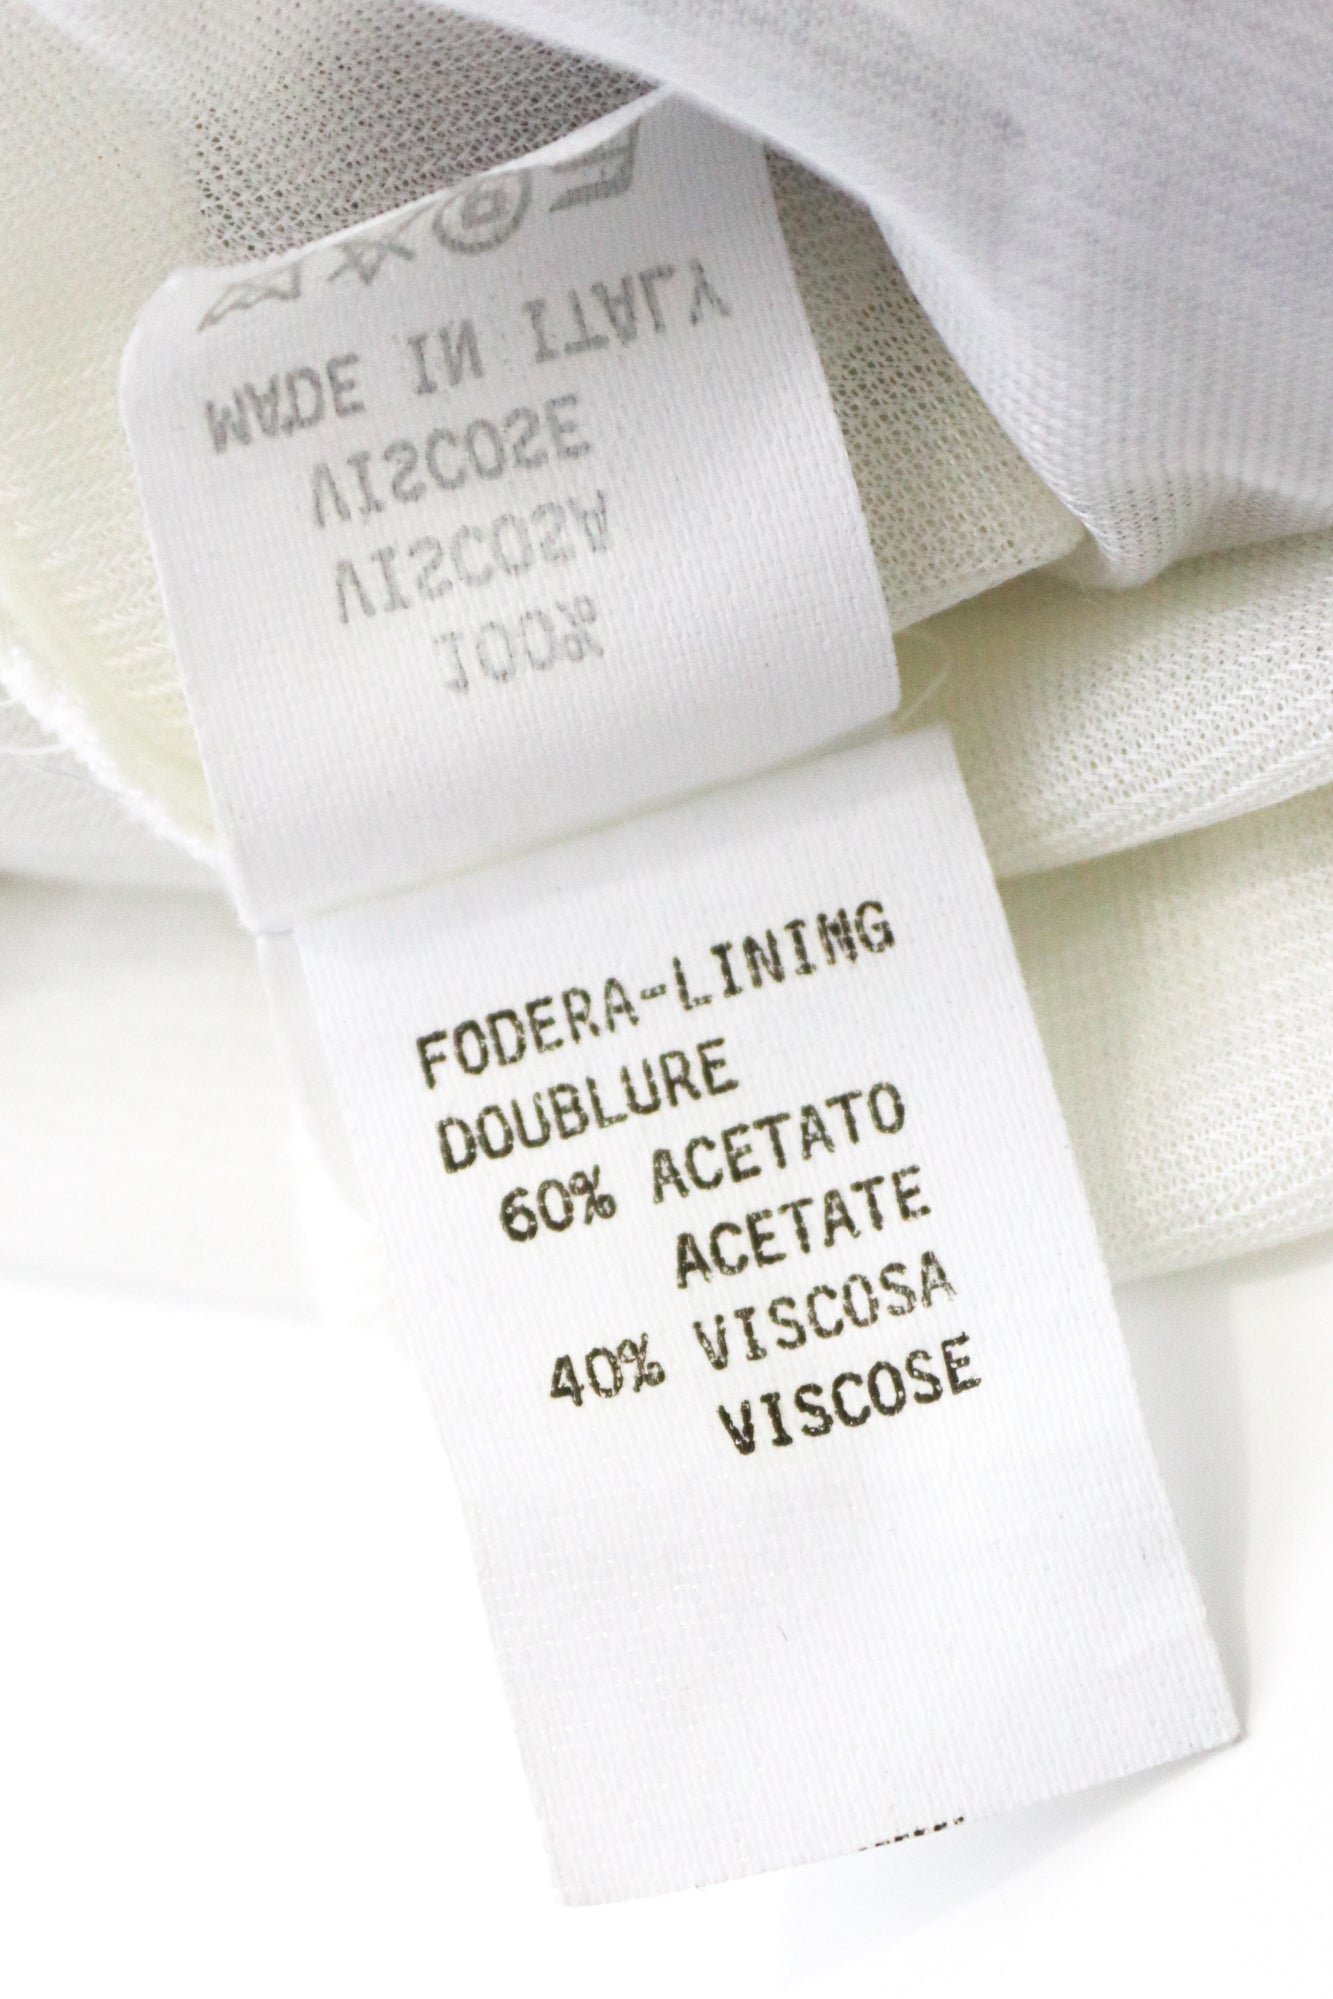 MADE IN ITALY
VISCOSE
VISCOSA
100%
FODERA-LINING
DOUBLURE
60% ACETATO
ACETATE
40% VISCOSA
VISCOSE